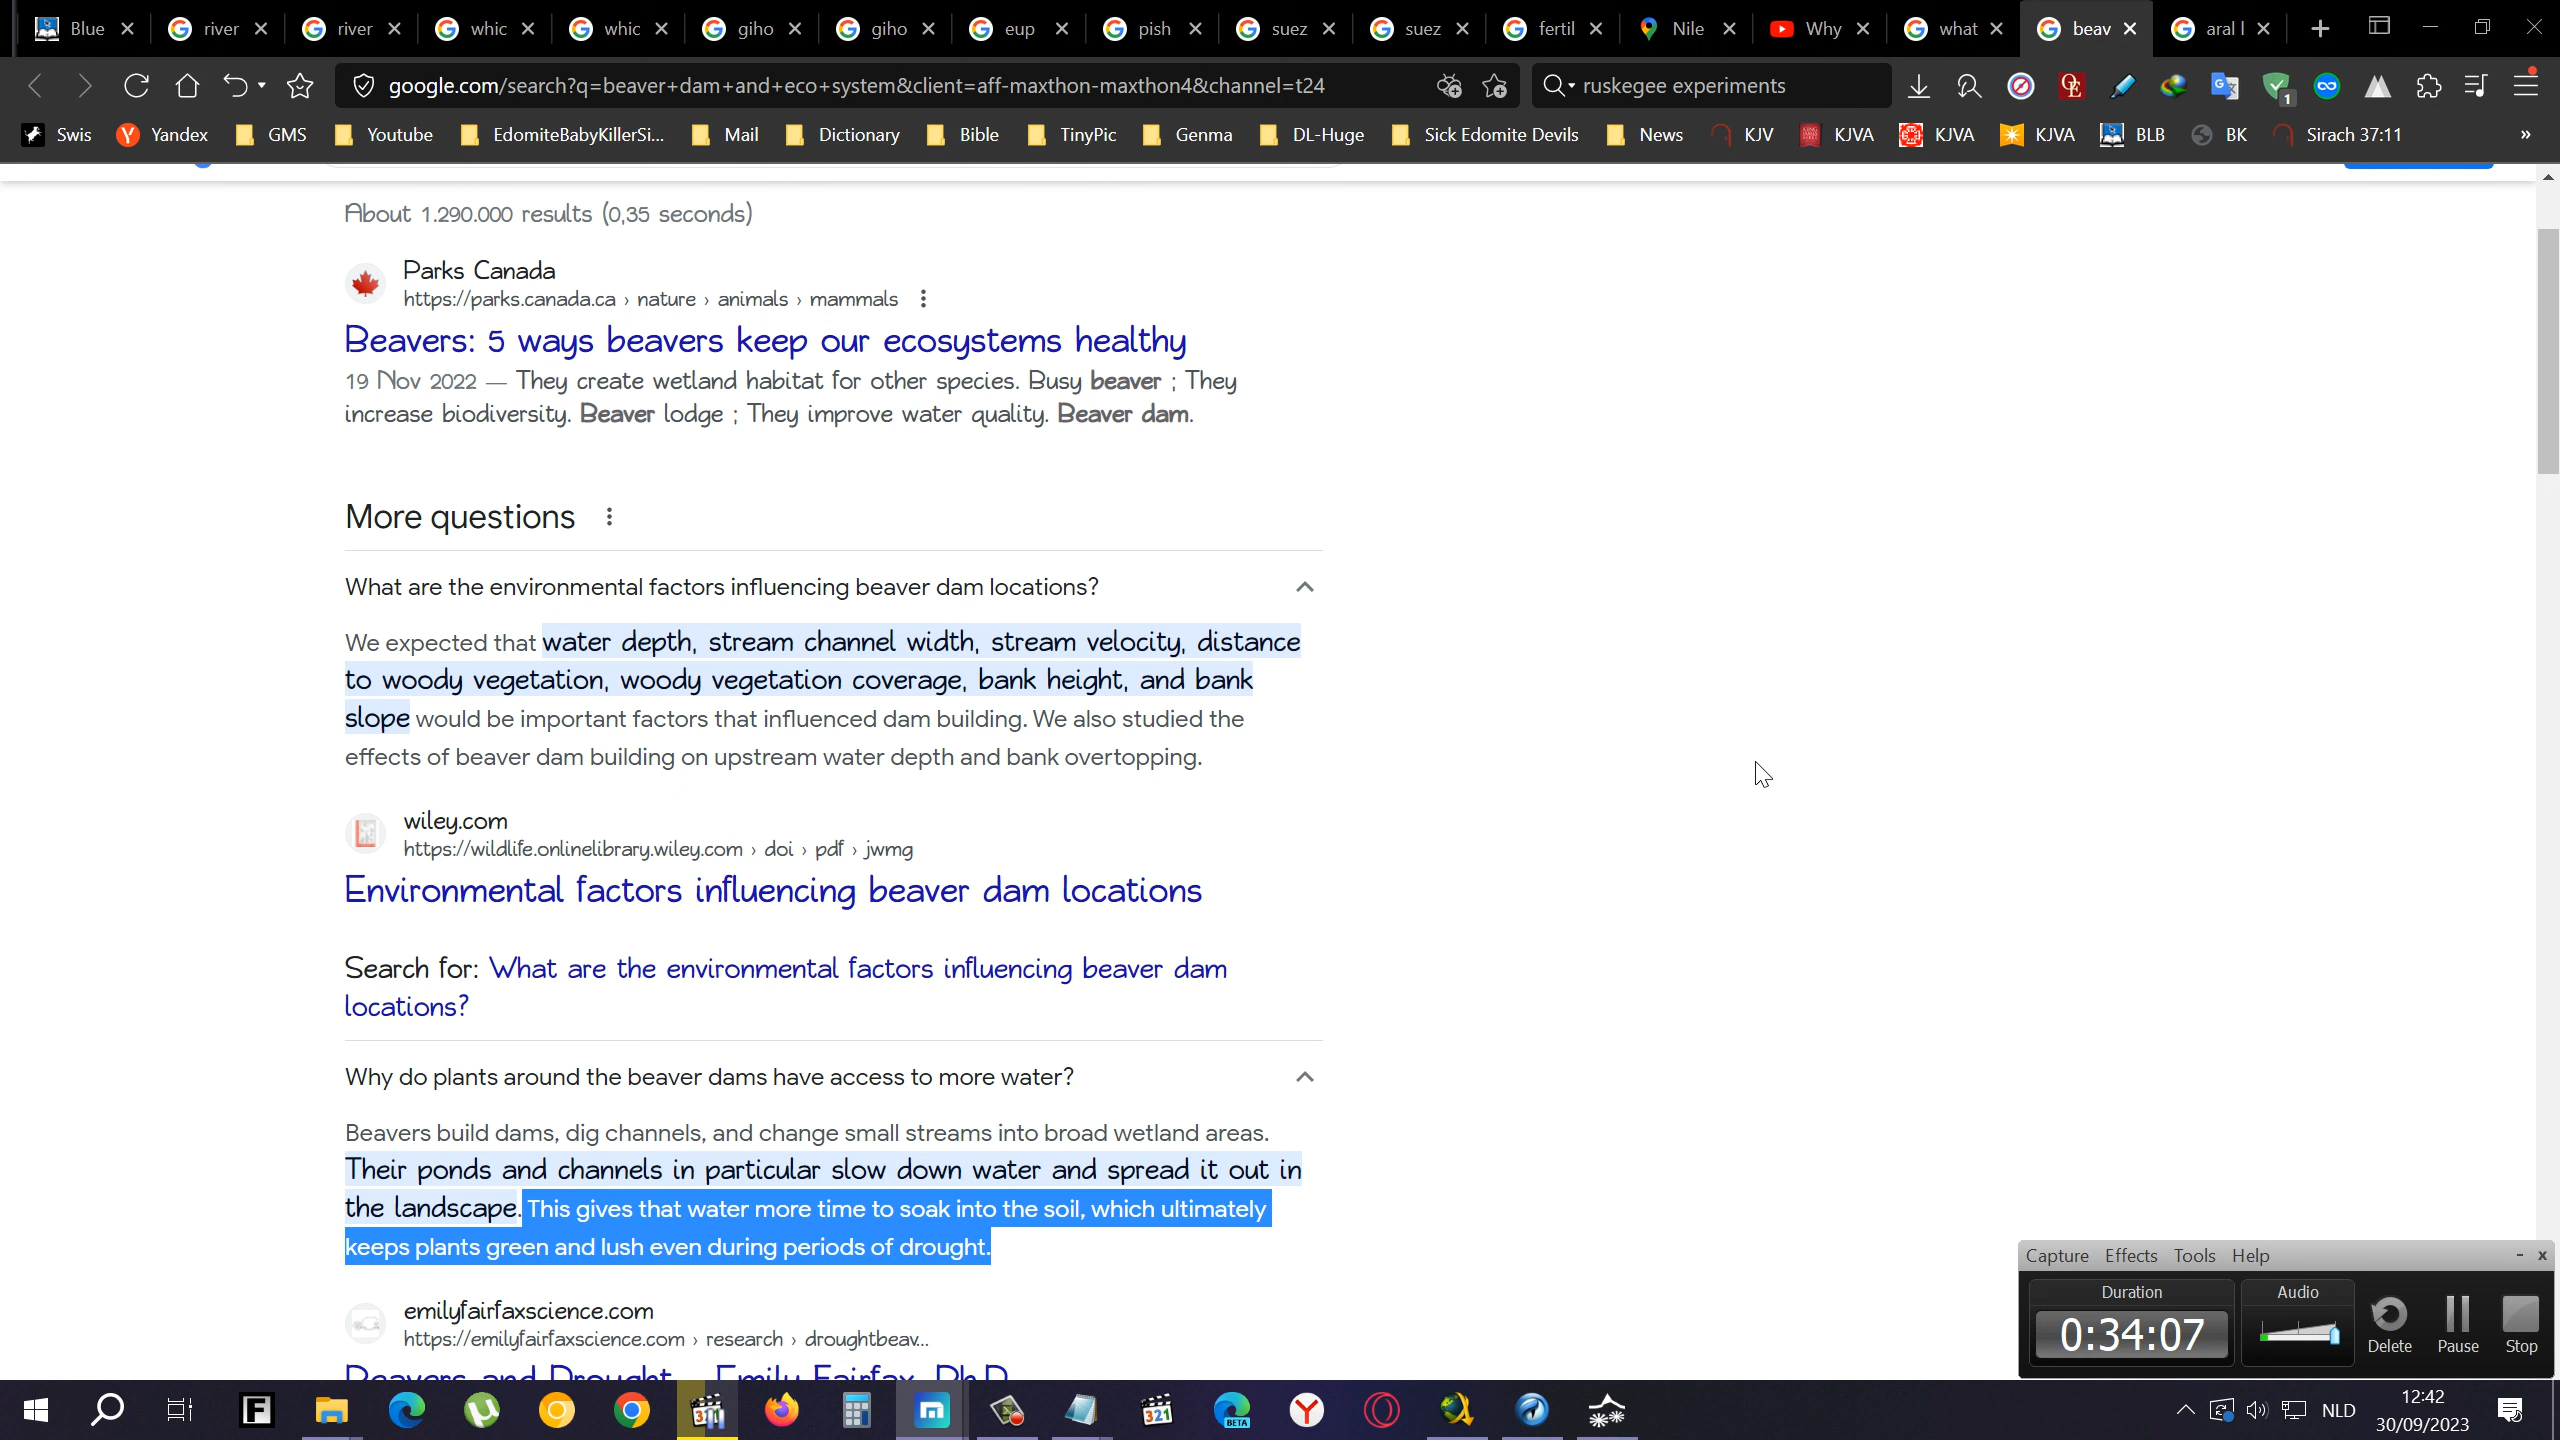 Blue
river
river
whic
whic
giho
giho
eup
pish
suez
suez
fertil
Nile
Why
what
beav
aral l
google.com/search?q=beaver+dam+and+eco+system&client=aff-maxthon-maxthon4&channel=t24
ruskegee experiments
1
Swis
Yandex
GMS
Youtube
EdomiteBabyKillerSi...
Mail
Dictionary
Bible
TinyPic
Genma
DL-Huge
Sick Edomite Devils
News
KJV
KJVA
KJVA
KJVA
BLB
BK
Sirach 37:11
»
About 1.290.000 results (0,35 seconds)
Parks Canada
https://parks.canada.ca › nature › animals › mammals
Beavers: 5 ways beavers keep our ecosystems healthy
19 Nov 2022 — They create wetland habitat for other species. Busy beaver ; They
increase biodiversity. Beaver lodge ; They improve water quality. Beaver dam.
More questions
What are the environmental factors influencing beaver dam locations?
We expected that water depth, stream channel width, stream velocity, distance
to woody vegetation, woody vegetation coverage, bank height, and bank
slope would be important factors that influenced dam building. We also studied the
effects of beaver dam building on upstream water depth and bank overtopping.
wiley.com
https://wildlife.onlinelibrary.wiley.com › doi › pdf › jwmg
Environmental factors influencing beaver dam locations
Search for: What are the environmental factors influencing beaver dam
locations?
Why do plants around the beaver dams have access to more water?
Beavers build dams, dig channels, and change small streams into broad wetland areas.
Their ponds and channels in particular slow down water and spread it out in
the landscape. This gives that water more time to soak into the soil, which ultimately
keeps plants green and lush even during periods of drought.
emilyfairfaxscience.com
https://emilyfairfaxscience.com › research › droughtbeav...
Beavers and Drought - Emily Fairfax, Ph.D
Capture Effects Tools Help
Duration
Audio
0:34:07
Delete
Pause
Stop
321
BETA
NLD
12:42
30/09/2023